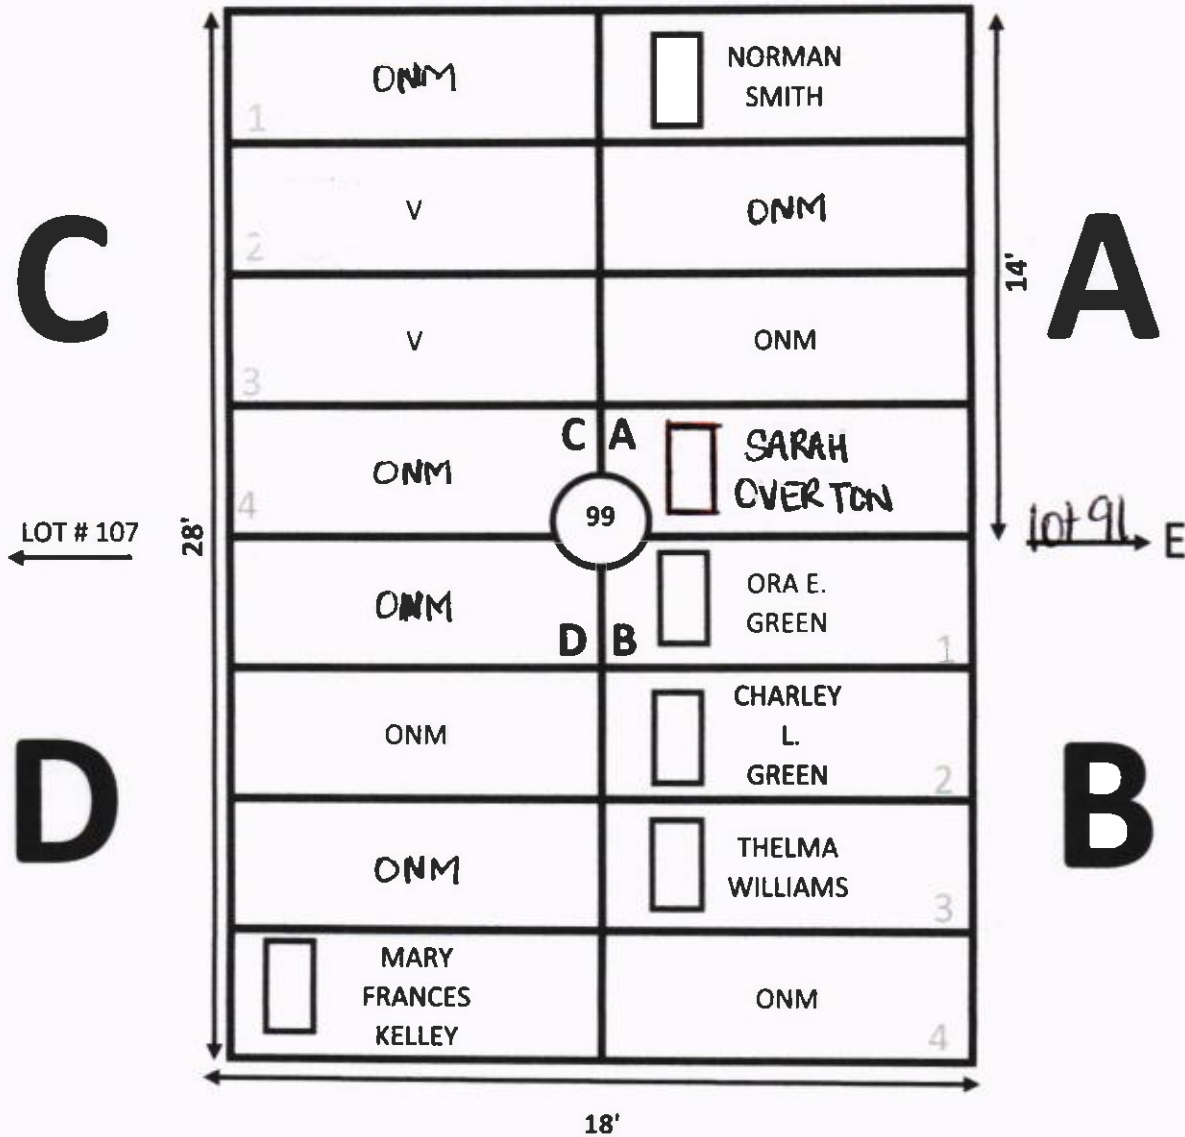 ONM
NORMAN
SMITH
1
V
ONM
2
C
A
14'
V
ONM
3
ONM
C A
SARAH
OVERTON
4
99
LOT # 107
28'
lot 91
E
ONM
ORA E.
GREEN
D B
1
ONM
CHARLEY
L.
GREEN
2
D
B
ONM
THELMA
WILLIAMS
3
MARY
FRANCES
KELLEY
ONM
4
18'